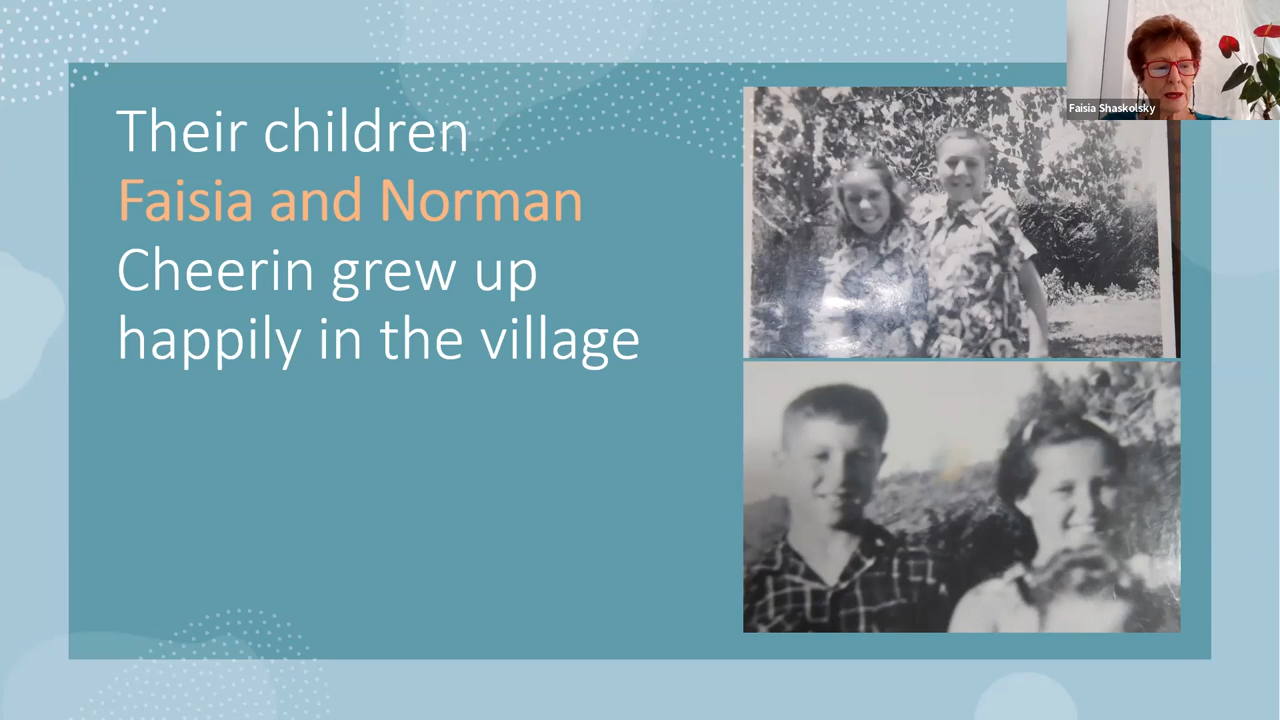 Their children
Faisia and Norman
Cheerin grew up
happily in the village
Faisia Shaskolsky